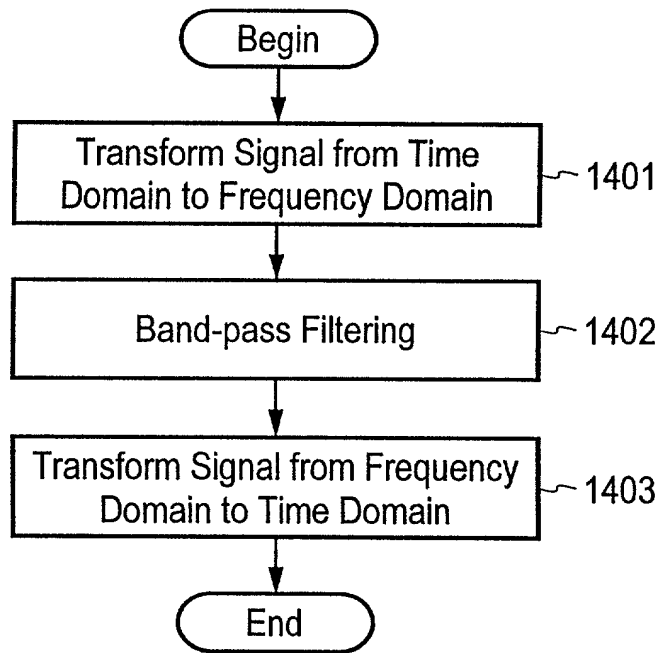 Begin
Transform Signal from Time
Domain to Frequency Domain
1401
Band-pass Filtering
1402
Transform Signal from Frequency
Domain to Time Domain
1403
End